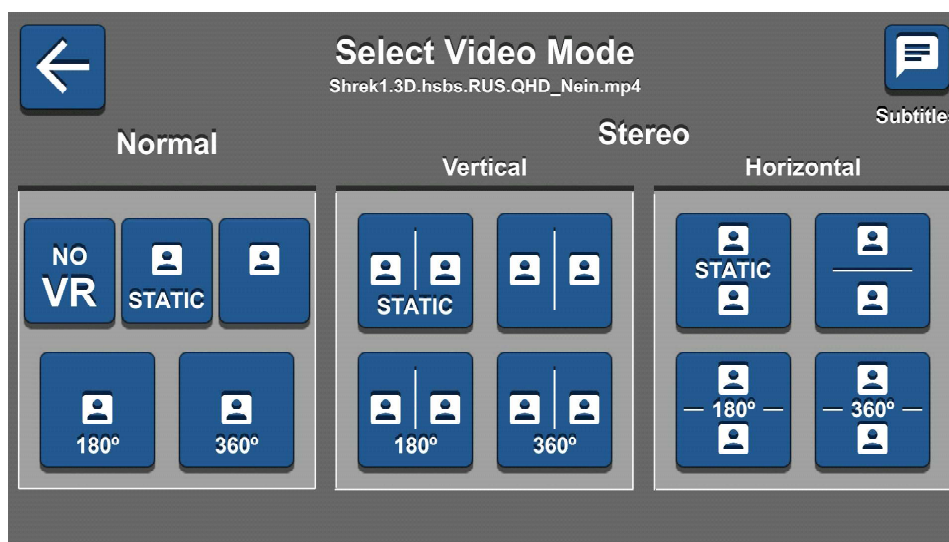 Select Video Mode
Shrek1.3D.hsbs.RUS.QHD_Nein.mp4
Subtitle
Normal
Stereo
Vertical
Horizontal
NO
VR
STATIC
180º
360º
STATIC
180º
360º
STATIC
180º
360º